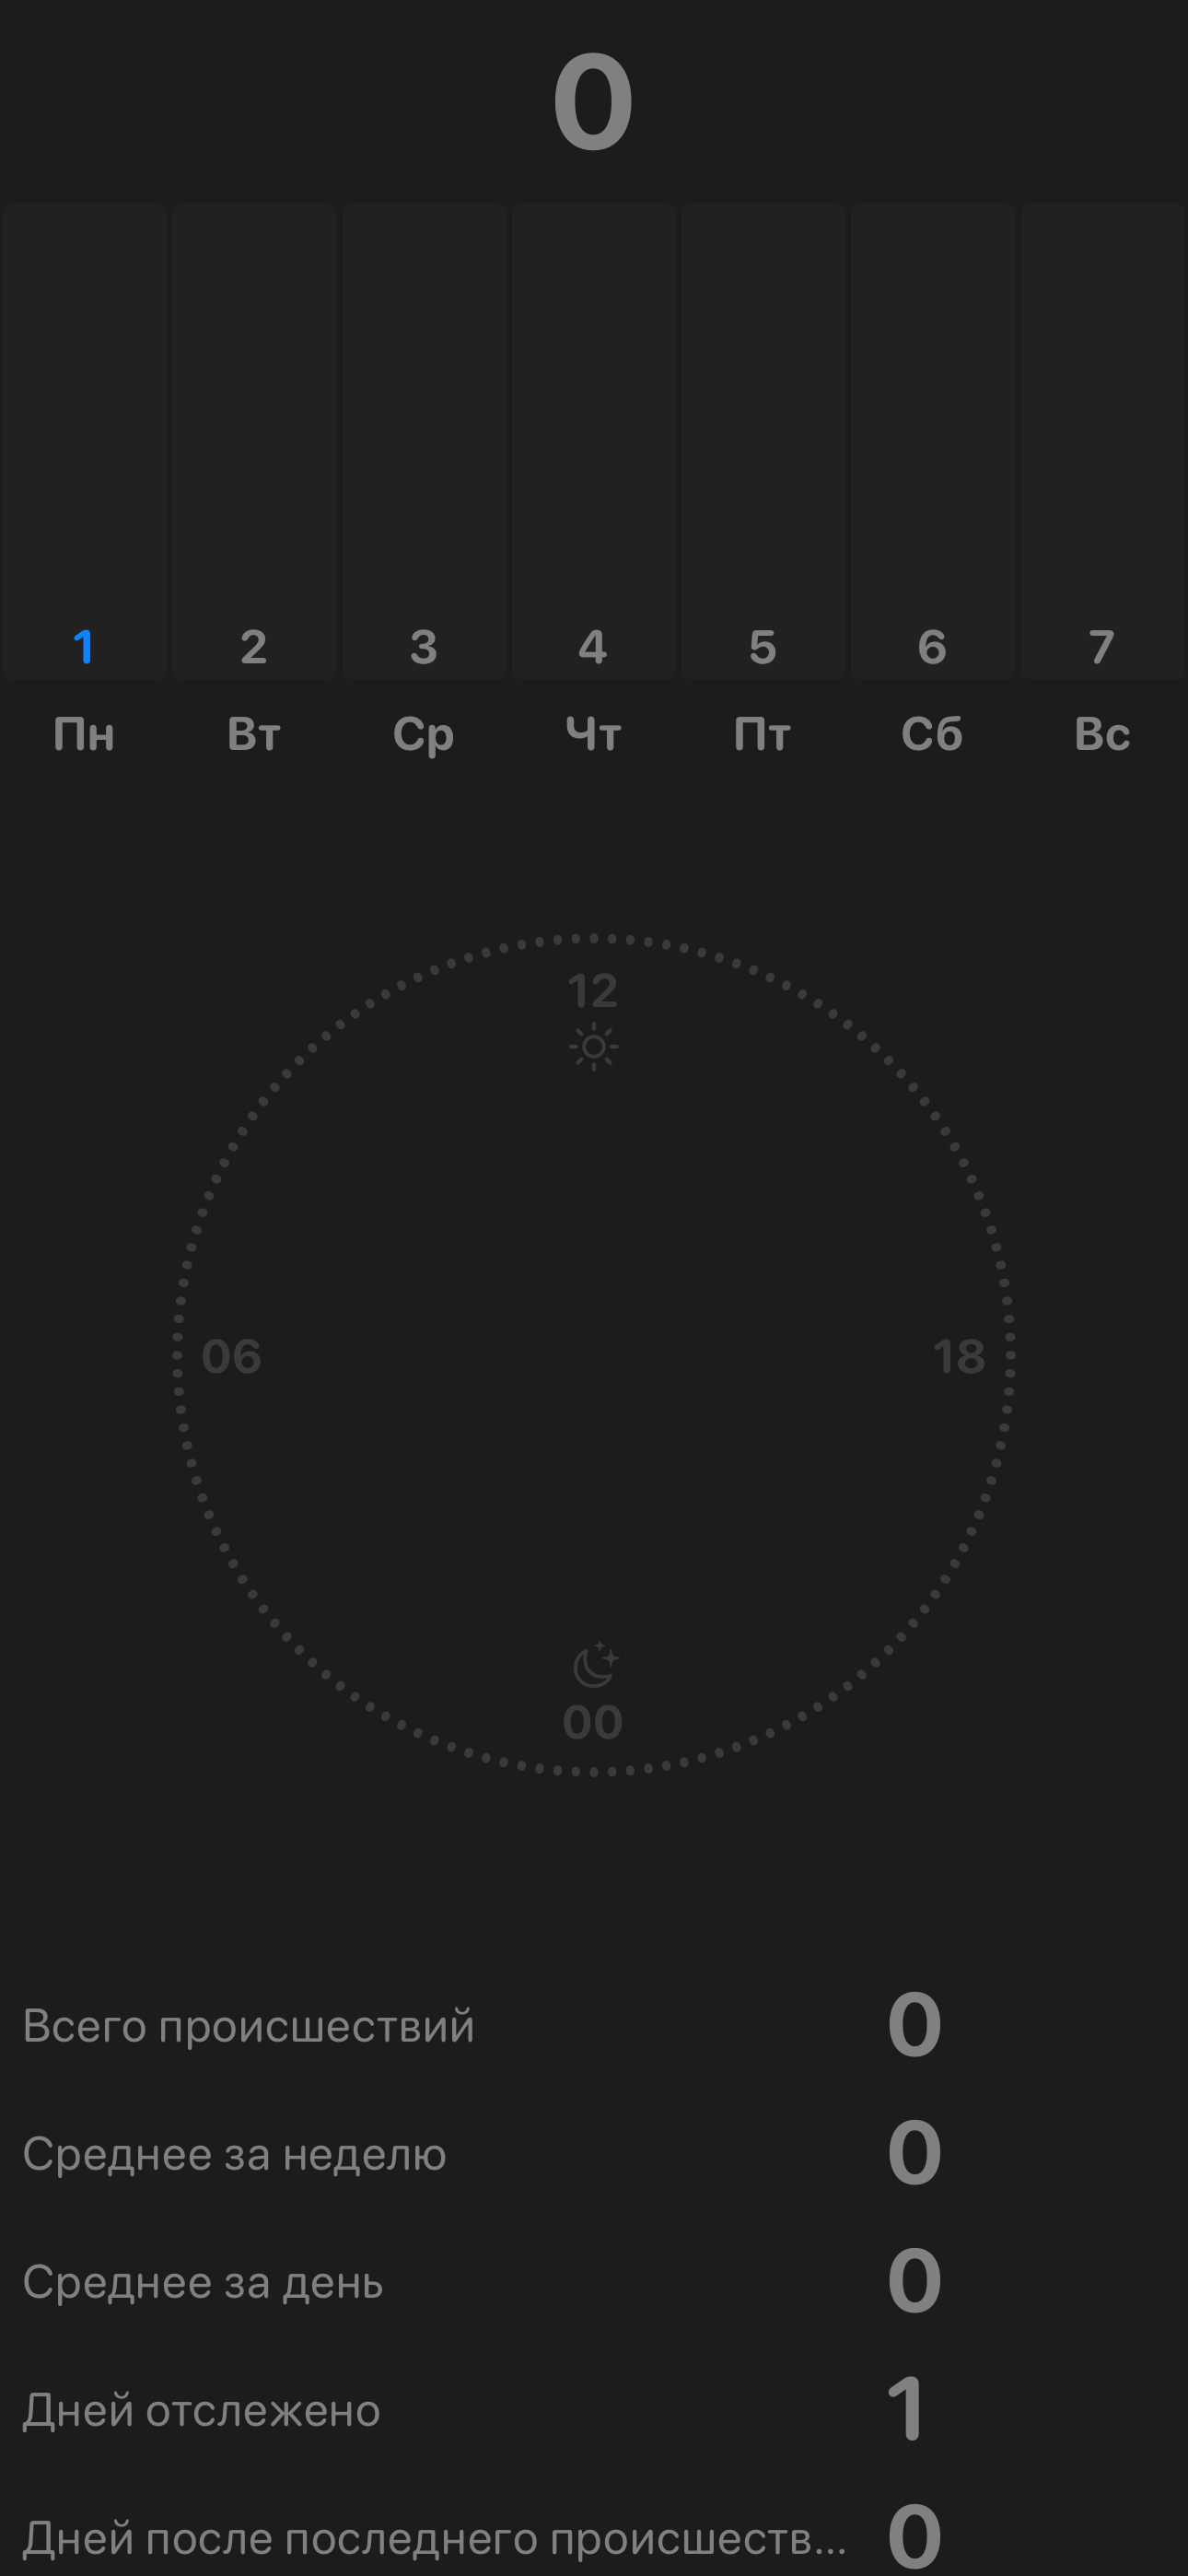 0
1 2 3 4 5 6 7
Пн Вт Ср Чт Пт Сб Вс
12
06 18
00
Всего происшествий 0
Среднее за неделю 0
Среднее за день 0
Дней отслежено 1
Дней после последнего происшеств... 0